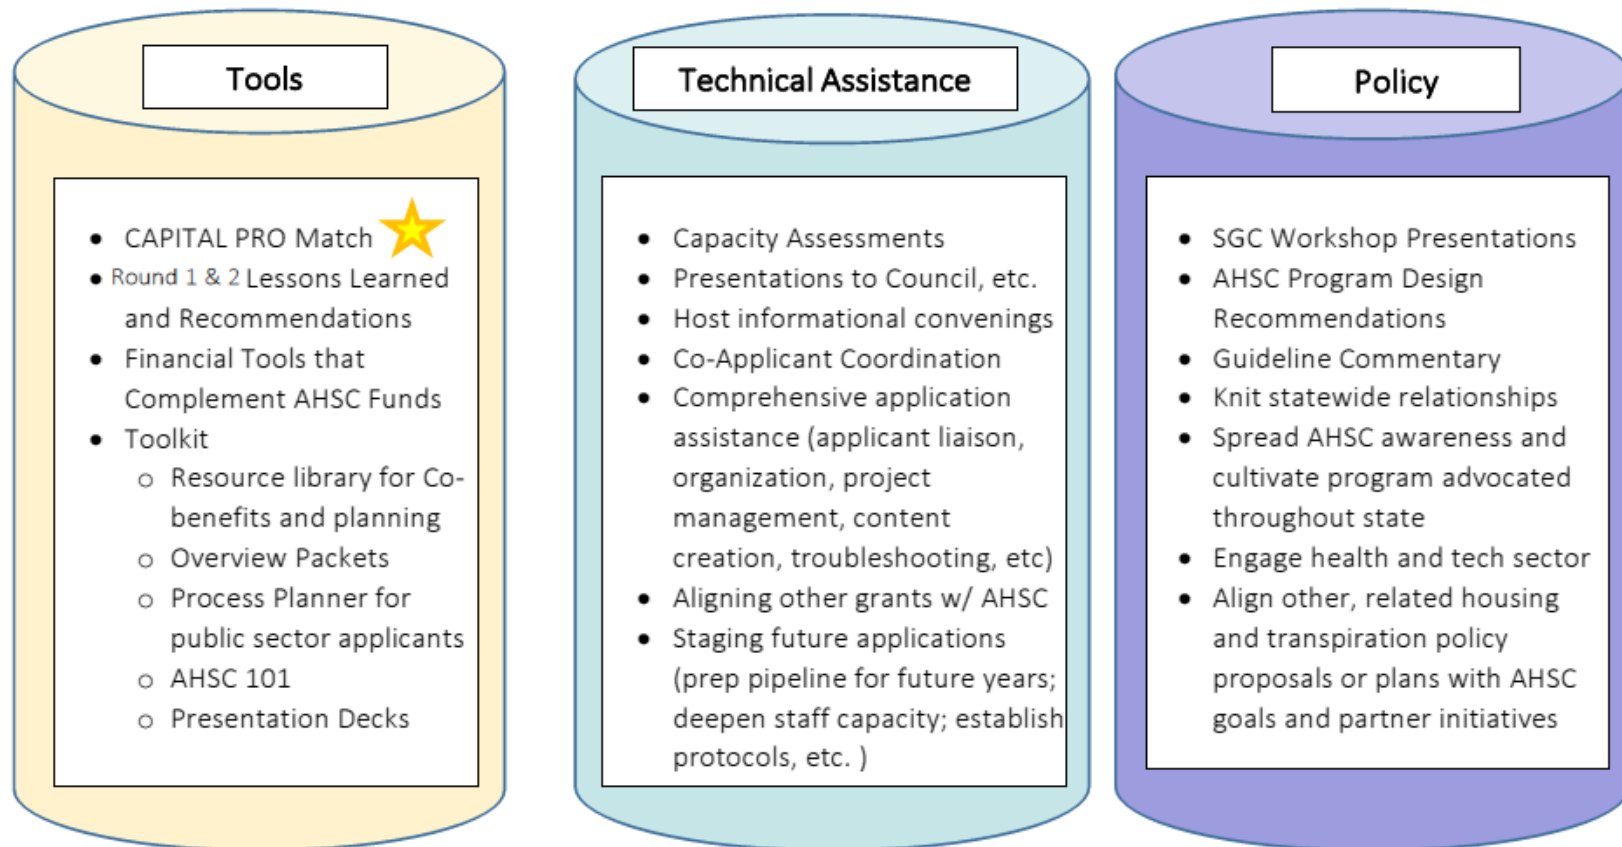 Tools
• CAPITAL PRO Match
• Round 1 & 2 Lessons Learned
and Recommendations
• Financial Tools that
Complement AHSC Funds
• Toolkit
o Resource library for Co-
benefits and planning
o Overview Packets
o Process Planner for
public sector applicants
o AHSC 101
o Presentation Decks
Technical Assistance
• Capacity Assessments
• Presentations to Council, etc.
• Host informational convenings
• Co-Applicant Coordination
• Comprehensive application
assistance (applicant liaison,
organization, project
management, content
creation, troubleshooting, etc)
• Aligning other grants w/ AHSC
• Staging future applications
(prep pipeline for future years;
deepen staff capacity; establish
protocols, etc. )
Policy
• SGC Workshop Presentations
• AHSC Program Design
Recommendations
• Guideline Commentary
• Knit statewide relationships
• Spread AHSC awareness and
cultivate program advocated
throughout state
• Engage health and tech sector
• Align other, related housing
and transpiration policy
proposals or plans with AHSC
goals and partner initiatives